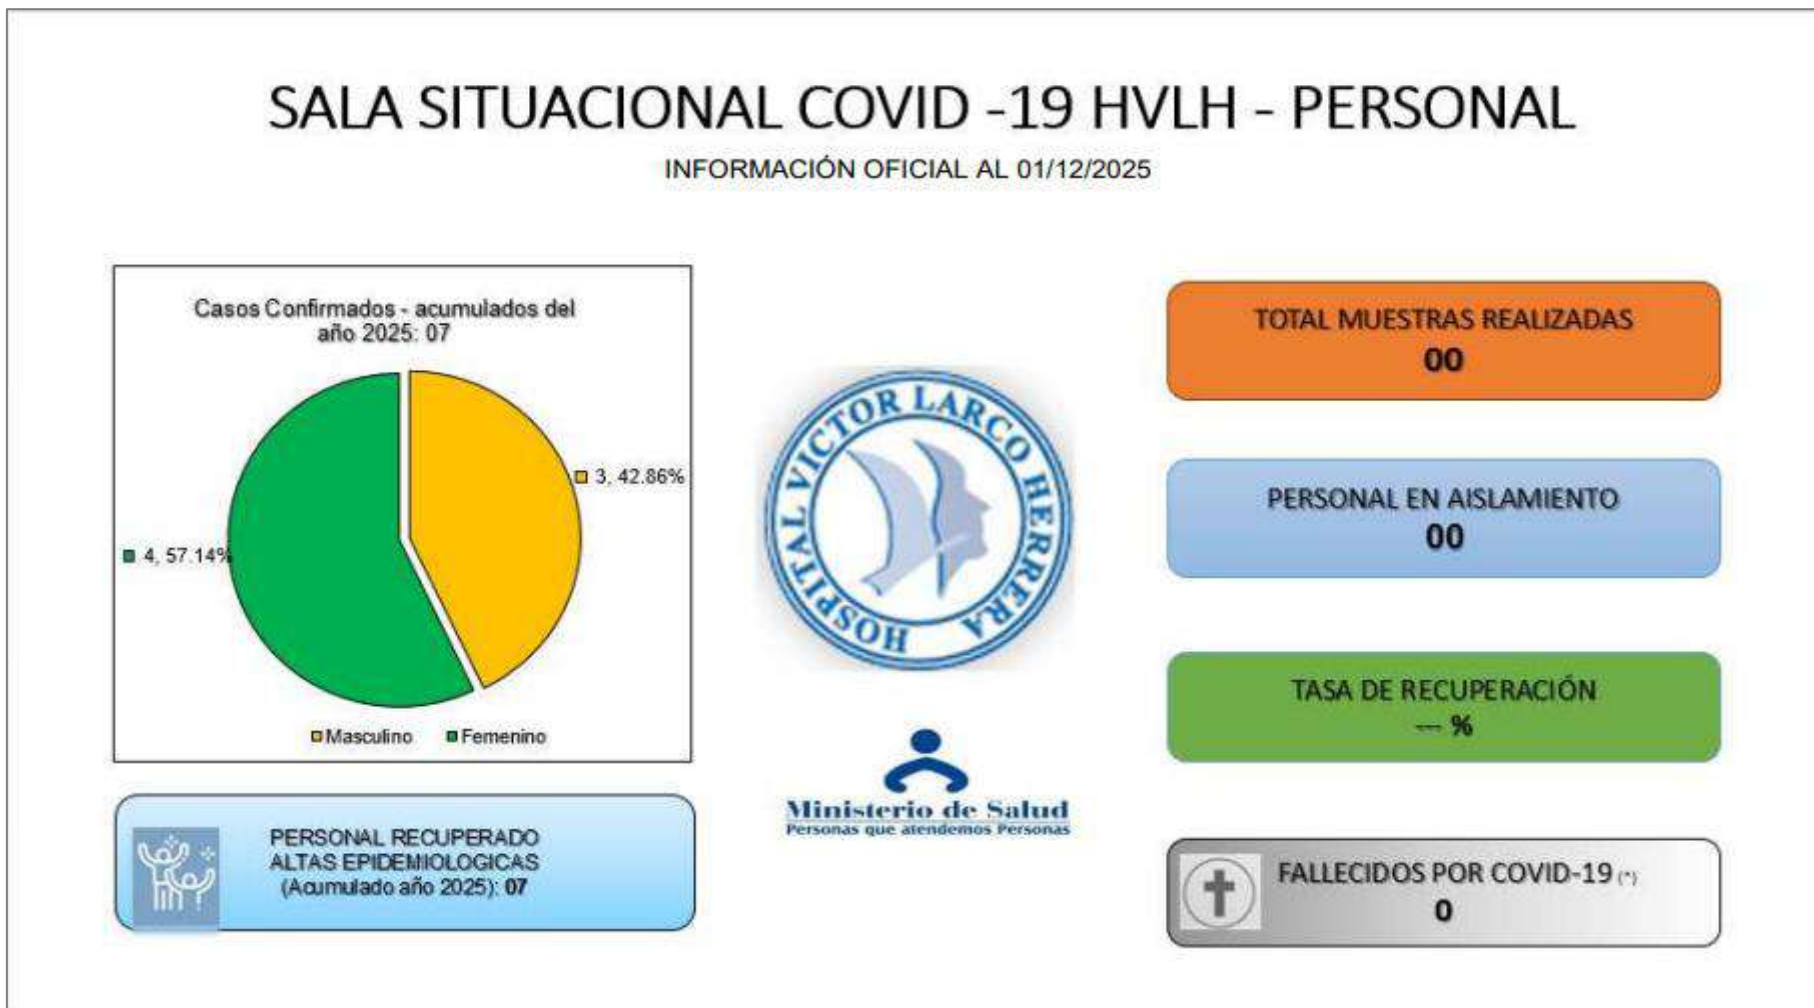 SALA SITUACIONAL COVID -19 HVLH - PERSONAL
INFORMACIÓN OFICIAL AL 01/12/2025
Casos Confirmados - acumulados del
año 2025: 07
3, 42.86%
4, 57.14%
Masculino
Femenino
PERSONAL RECUPERADO
ALTAS EPIDEMIOLOGICAS
(Acumulado año 2025): 07
HOSPITAL VICTOR LARCO HERRERA
Ministerio de Salud
Personas que atendemos Personas
TOTAL MUESTRAS REALIZADAS
00
PERSONAL EN AISLAMIENTO
00
TASA DE RECUPERACIÓN
--- %
FALLECIDOS POR COVID-19 (*)
0